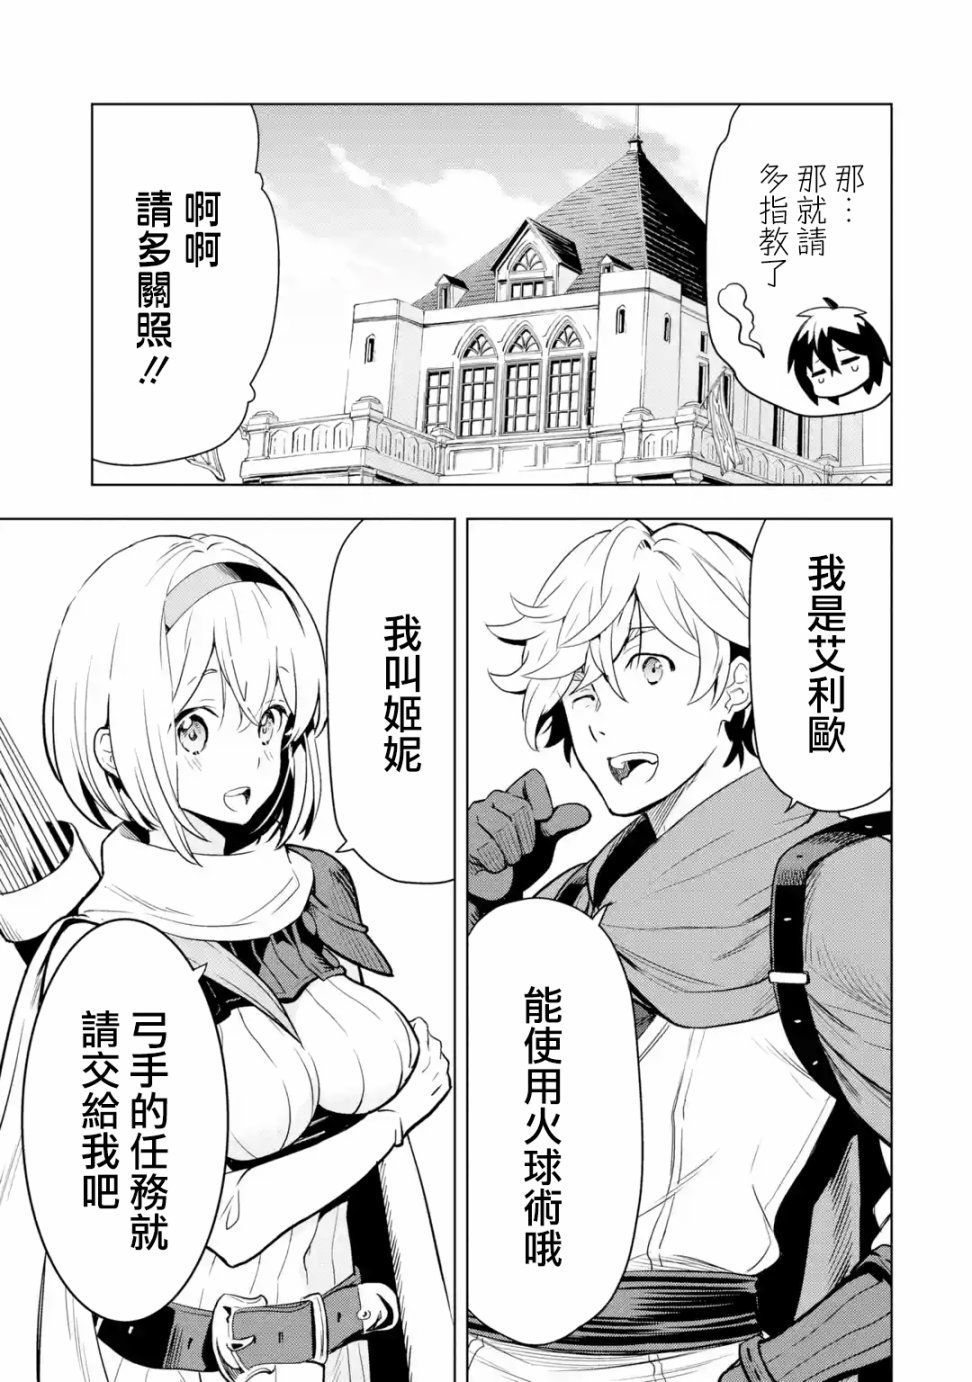 那…
那就請
多指教了
啊啊
請多關照!!
我是艾利歐
能使用火球術哦
我叫姬妮
弓手的任務就
請交給我吧